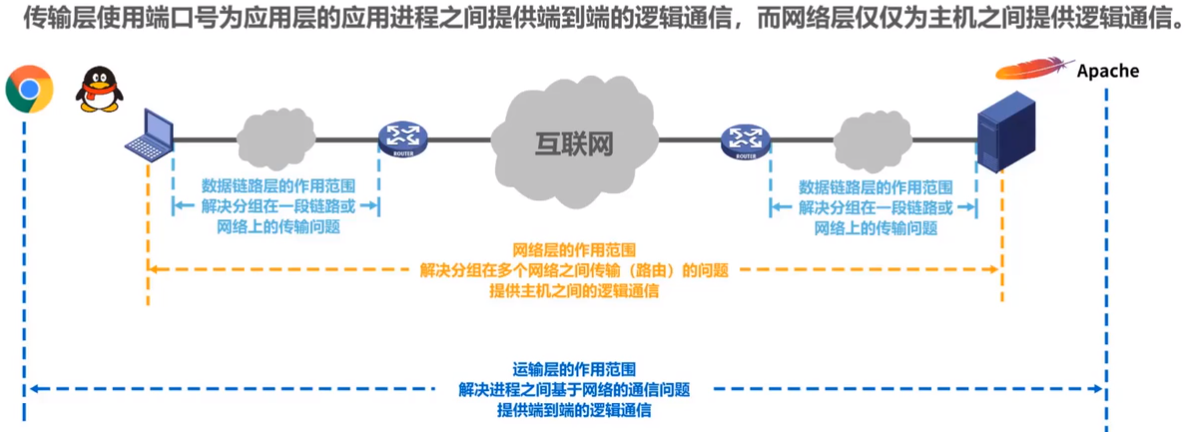 传输层使用端口号为应用层的应用进程之间提供端到端的逻辑通信，而网络层仅仅为主机之间提供逻辑通信。
Apache
互联网
ROUTER
ROUTER
数据链路层的作用范围
解决分组在一段链路或
网络上的传输问题
数据链路层的作用范围
解决分组在一段链路或
网络上的传输问题
网络层的作用范围
解决分组在多个网络之间传输（路由）的问题
提供主机之间的逻辑通信
运输层的作用范围
解决进程之间基于网络的通信问题
提供端到端的逻辑通信